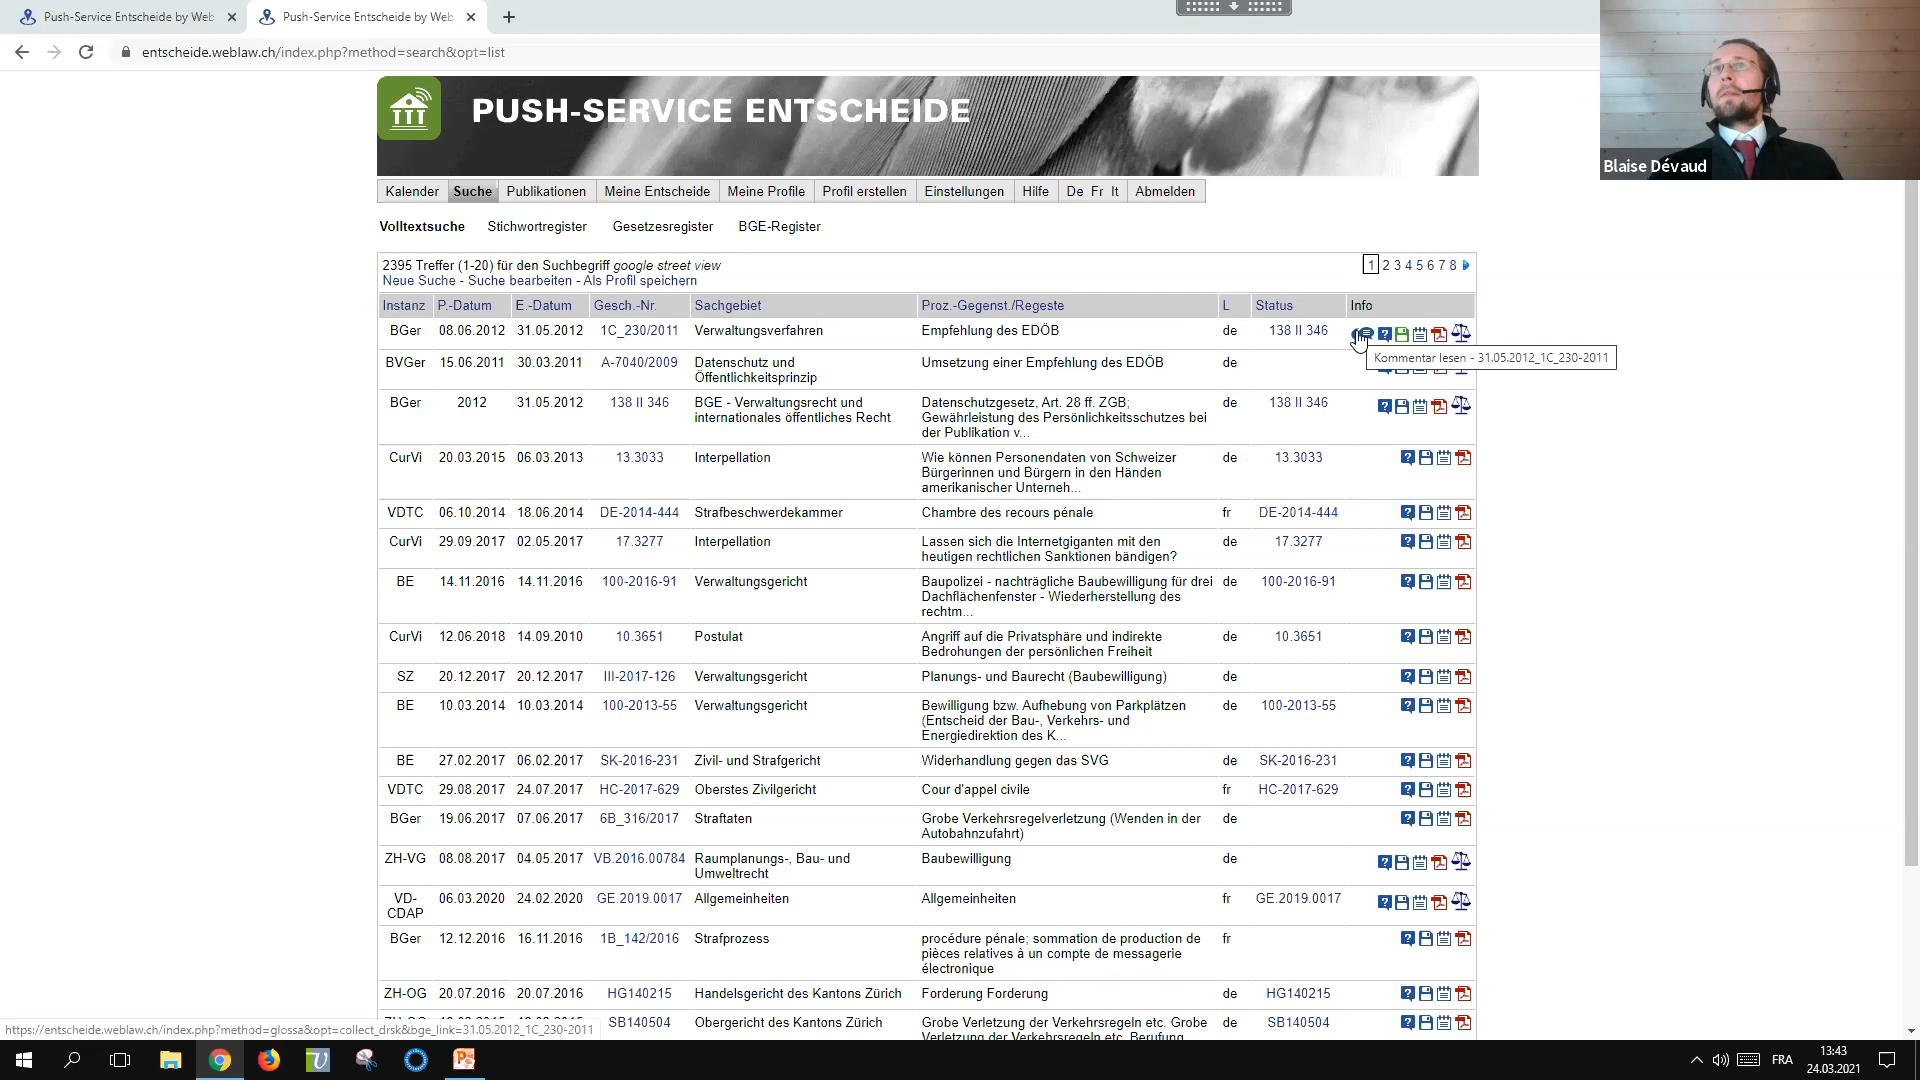 Push-Service Entscheide by Web
Push-Service Entscheide by Web
entscheide.weblaw.ch/index.php?method=search&opt=list
Blaise Dévaud
PUSH-SERVICE ENTSCHEIDE
Kalender Suche Publikationen Meine Entscheide Meine Profile Profil erstellen Einstellungen Hilfe De Fr It Abmelden
Volltextsuche Stichwortregister Gesetzesregister BGE-Register
2395 Treffer (1-20) für den Suchbegriff google street view 1 2 3 4 5 6 7 8
Neue Suche - Suche bearbeiten - Als Profil speichern
Instanz P.-Datum E.-Datum Gesch.-Nr. Sachgebiet Proz.-Gegenst./Regeste L Status Info
BGer 08.06.2012 31.05.2012 1C_230/2011 Verwaltungsverfahren Empfehlung des EDÖB de 138 II 346
Kommentar lesen - 31.05.2012_1C_230-2011
BVGer 15.06.2011 30.03.2011 A-7040/2009 Datenschutz und Umsetzung einer Empfehlung des EDÖB de
Öffentlichkeitsprinzip
BGer 2012 31.05.2012 138 II 346 BGE - Verwaltungsrecht und Datenschutzgesetz, Art. 28 ff. ZGB; de 138 II 346
internationales öffentliches Recht Gewährleistung des Persönlichkeitsschutzes bei
der Publikation v...
CurVi 20.03.2015 06.03.2013 13.3033 Interpellation Wie können Personendaten von Schweizer de 13.3033
Bürgerinnen und Bürgern in den Händen
amerikanischer Unterneh...
VDTC 06.10.2014 18.06.2014 DE-2014-444 Strafbeschwerdekammer Chambre des recours pénale fr DE-2014-444
CurVi 29.09.2017 02.05.2017 17.3277 Interpellation Lassen sich die Internetgiganten mit den de 17.3277
heutigen rechtlichen Sanktionen bändigen?
BE 14.11.2016 14.11.2016 100-2016-91 Verwaltungsgericht Baupolizei - nachträgliche Baubewilligung für drei de 100-2016-91
Dachflächenfenster - Wiederherstellung des
rechtm...
CurVi 12.06.2018 14.09.2010 10.3651 Postulat Angriff auf die Privatsphäre und indirekte de 10.3651
Bedrohungen der persönlichen Freiheit
SZ 20.12.2017 20.12.2017 III-2017-126 Verwaltungsgericht Planungs- und Baurecht (Baubewilligung) de
BE 10.03.2014 10.03.2014 100-2013-55 Verwaltungsgericht Bewilligung bzw. Aufhebung von Parkplätzen de 100-2013-55
(Entscheid der Bau-, Verkehrs- und
Energiedirektion des K...
BE 27.02.2017 06.02.2017 SK-2016-231 Zivil- und Strafgericht Widerhandlung gegen das SVG de SK-2016-231
VDTC 29.08.2017 24.07.2017 HC-2017-629 Oberstes Zivilgericht Cour d'appel civile fr HC-2017-629
BGer 19.06.2017 07.06.2017 6B_316/2017 Straftaten Grobe Verkehrsregelverletzung (Wenden in der de
Autobahnzufahrt)
ZH-VG 08.08.2017 04.05.2017 VB.2016.00784 Raumplanungs-, Bau- und Baubewilligung de
Umweltrecht
VD- 06.03.2020 24.02.2020 GE.2019.0017 Allgemeinheiten Allgemeinheiten fr GE.2019.0017
CDAP
BGer 12.12.2016 16.11.2016 1B_142/2016 Strafprozess procédure pénale; sommation de production de fr
pièces relatives à un compte de messagerie
électronique
ZH-OG 20.07.2016 20.07.2016 HG140215 Handelsgericht des Kantons Zürich Forderung Forderung de HG140215
SB140504 Obergericht des Kantons Zürich Grobe Verletzung der Verkehrsregeln etc. Grobe de SB140504
Verletzung der Verkehrsregeln etc. Berufung
https://entscheide.weblaw.ch/index.php?method=glossa&opt=collect_drsk&bge_link=31.05.2012_1C_230-2011
FRA 13:43
24.03.2021